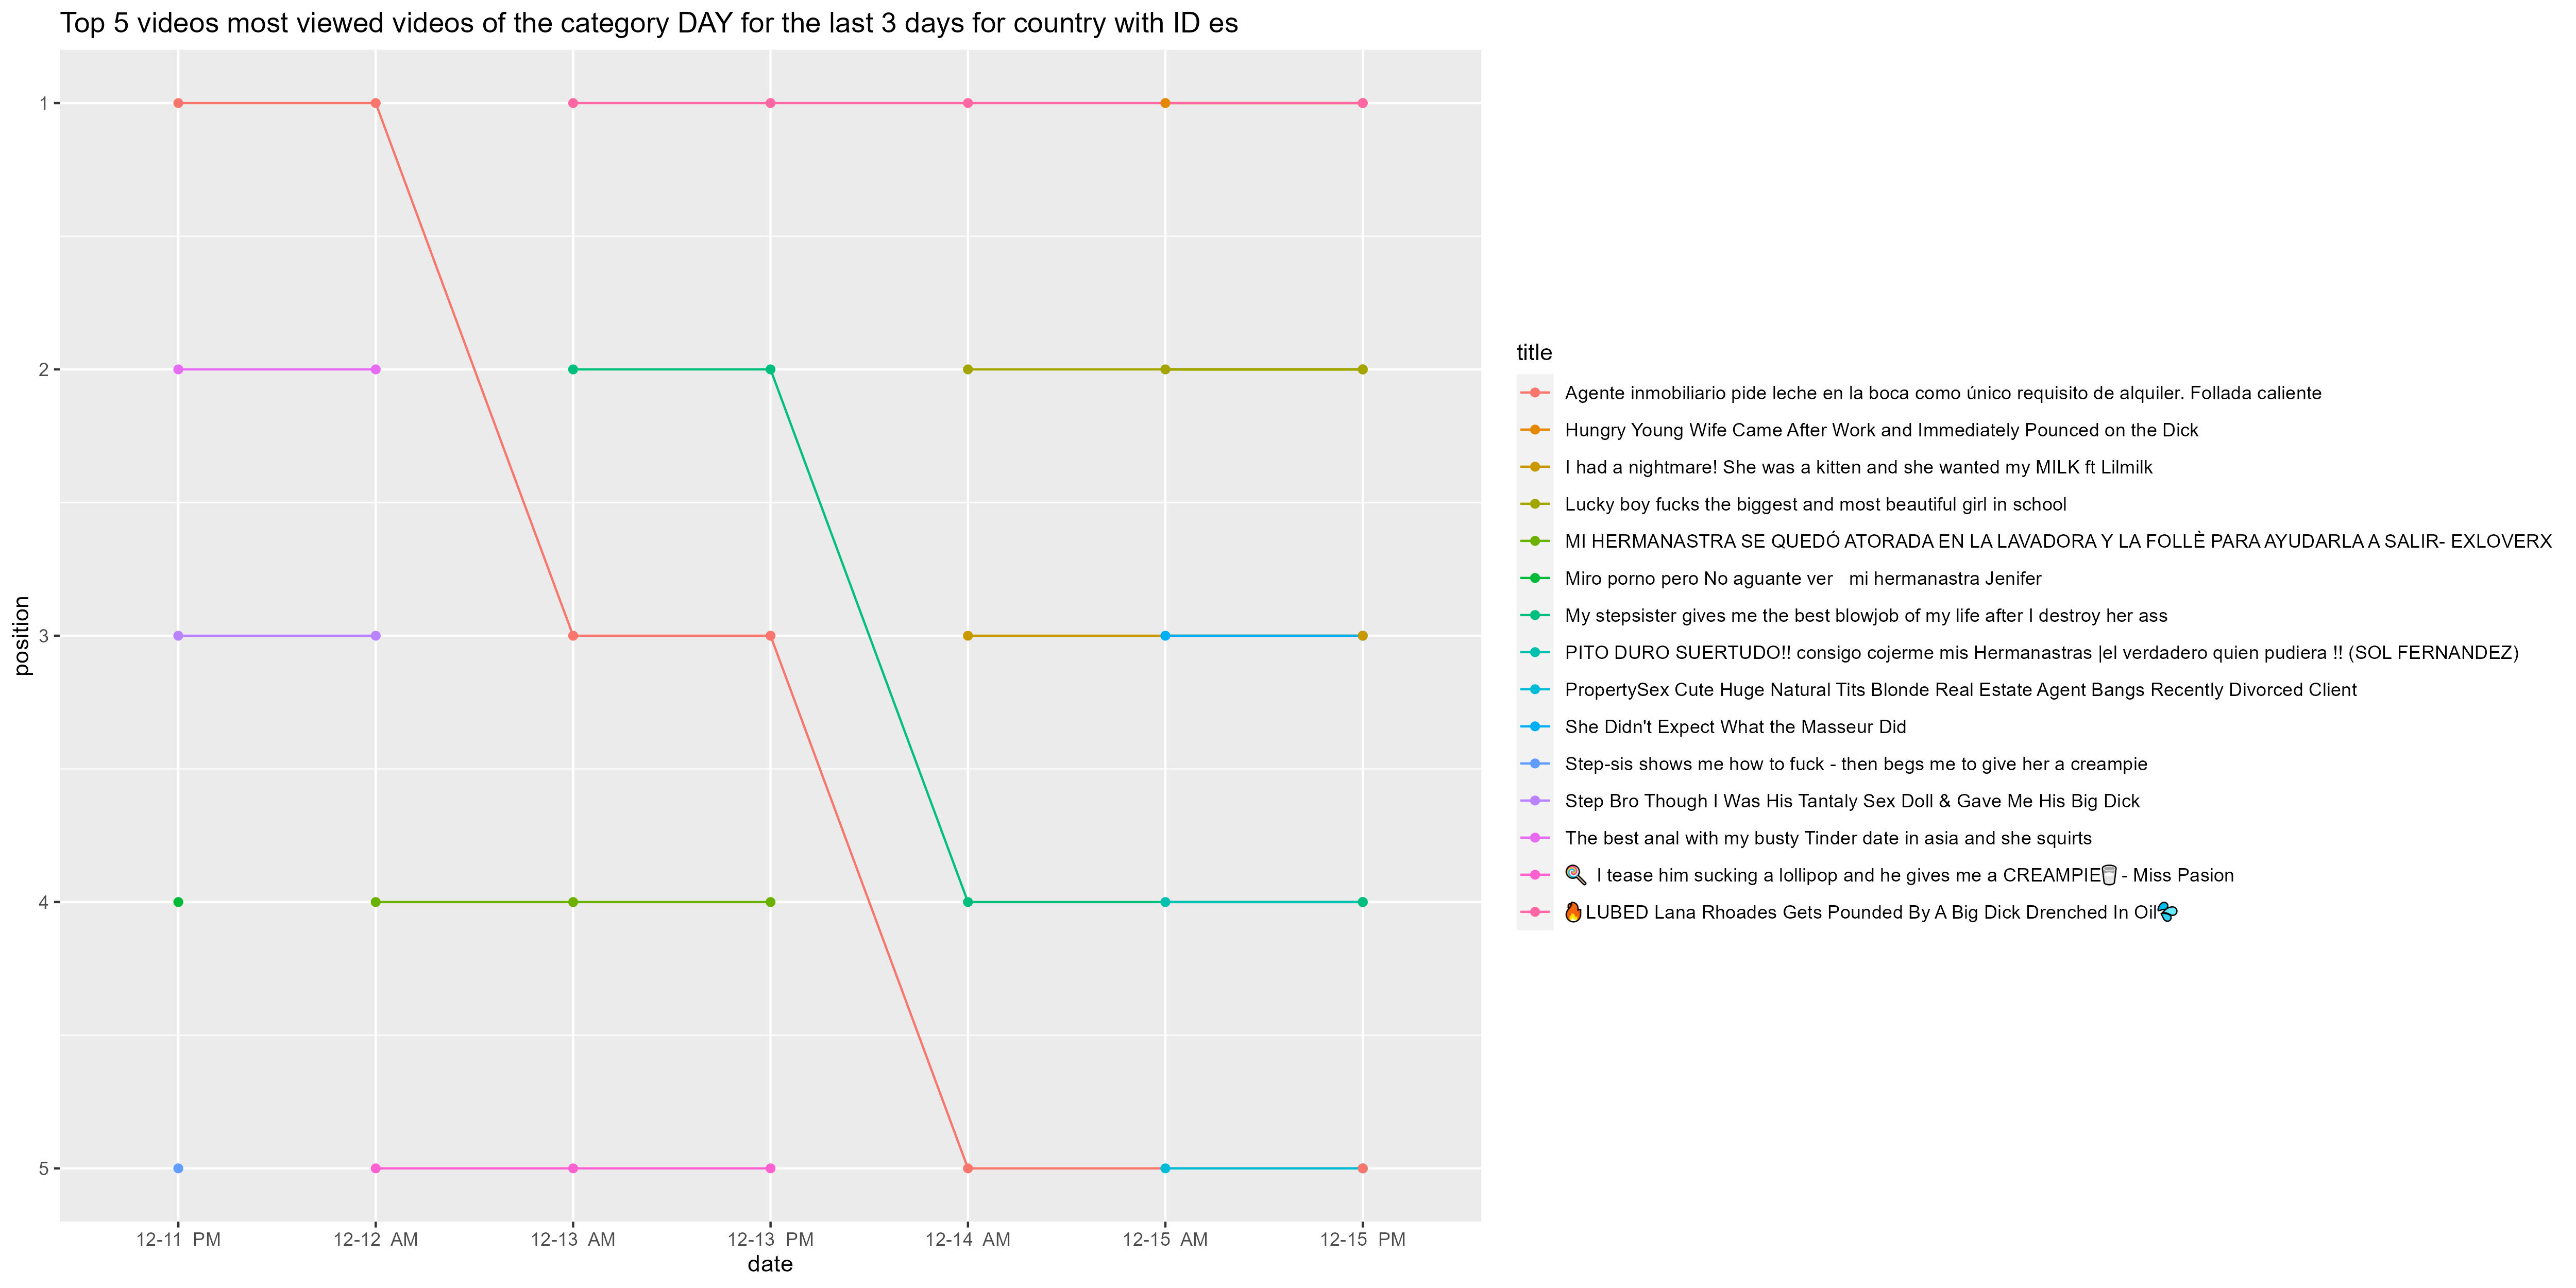 Top 5 videos most viewed videos of the category DAY for the last 3 days for country with ID es
position
1
2
3
4
5
12-11 PM
12-12 AM
12-13 AM
12-13 PM
12-14 AM
12-15 AM
12-15 PM
date
title
Agente inmobiliario pide leche en la boca como único requisito de alquiler. Follada caliente
Hungry Young Wife Came After Work and Immediately Pounced on the Dick
I had a nightmare! She was a kitten and she wanted my MILK ft Lilmilk
Lucky boy fucks the biggest and most beautiful girl in school
MI HERMANASTRA SE QUEDÓ ATORADA EN LA LAVADORA Y LA FOLLÈ PARA AYUDARLA A SALIR- EXLOVERX
Miro porno pero No aguante ver mi hermanastra Jenifer
My stepsister gives me the best blowjob of my life after I destroy her ass
PITO DURO SUERTUDO!! consigo cojerme mis Hermanastras |el verdadero quien pudiera !! (SOL FERNANDEZ)
PropertySex Cute Huge Natural Tits Blonde Real Estate Agent Bangs Recently Divorced Client
She Didn't Expect What the Masseur Did
Step-sis shows me how to fuck - then begs me to give her a creampie
Step Bro Though I Was His Tantaly Sex Doll & Gave Me His Big Dick
The best anal with my busty Tinder date in asia and she squirts
🍭 I tease him sucking a lollipop and he gives me a CREAMPIE🥛- Miss Pasion
🔥LUBED Lana Rhoades Gets Pounded By A Big Dick Drenched In Oil💦